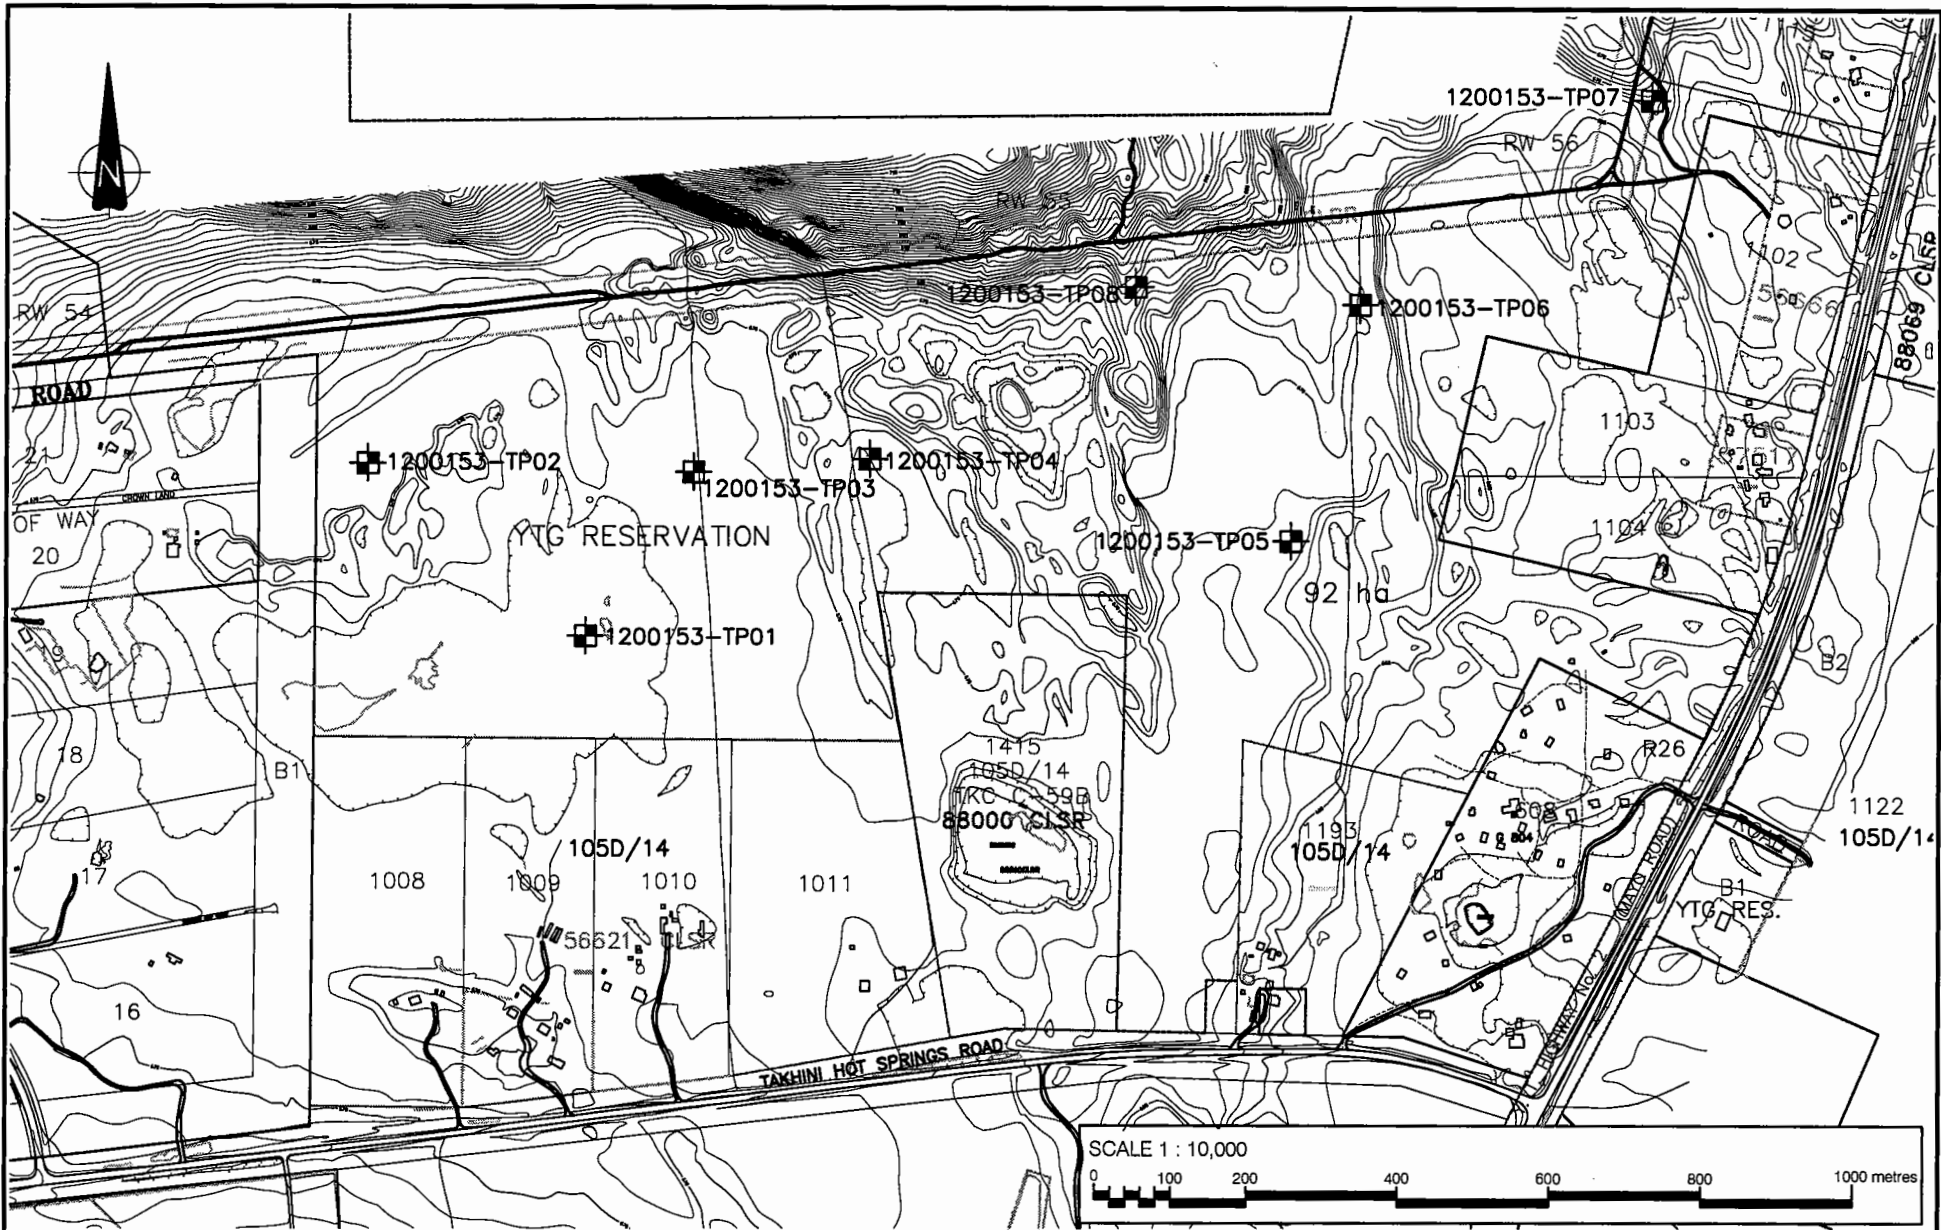 1200153-TP07
N
RW 56
RW 55
CLSR
1102
56666
88069 CLSR
1200153-TP08
1200153-TP06
RW 54
ROAD
1103
21
1200153-TP02
1200153-TP03
1200153-TP04
CROWN LAND
OF WAY
YTG RESERVATION
1104
20
1200153-TP05
92 ha
1200153-TP01
19
B2
18
B1
1415
105D/14
TKC C-59B
88000 CLSR
R26
608
1193
105D/14
1122
105D/14
ROAD
17
105D/14
1008
1009
1010
1011
B1
YTG RES.
56621 CLSR
HIGHWAY No. 2 (MAYO ROAD)
16
TAKHINI HOT SPRINGS ROAD
SCALE 1 : 10,000
0 100 200 400 600 800 1000 metres